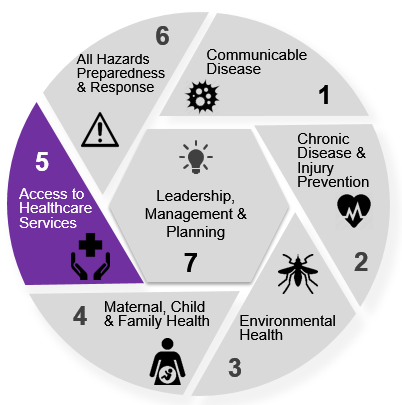 6
All Hazards
Preparedness
& Response
Communicable
Disease
1
Chronic
Disease &
Injury
Prevention
2
5
Access to
Healthcare
Services
Leadership,
Management &
Planning
7
4
Maternal, Child
& Family Health
Environmental
Health
3